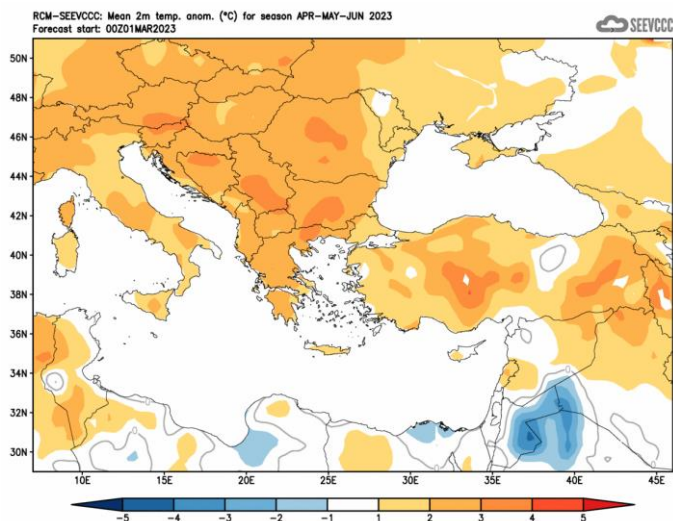 RCM-SEEVCCC: Mean 2m temp. anom. (°C) for season APR-MAY-JUN 2023
Forecast start: 00Z01MAR2023
SEEVCCC
50N
48N
46N
44N
42N
40N
38N
36N
34N
32N
30N
10E 15E 20E 25E 30E 35E 40E 45E
-5 -4 -3 -2 -1 1 2 3 4 5